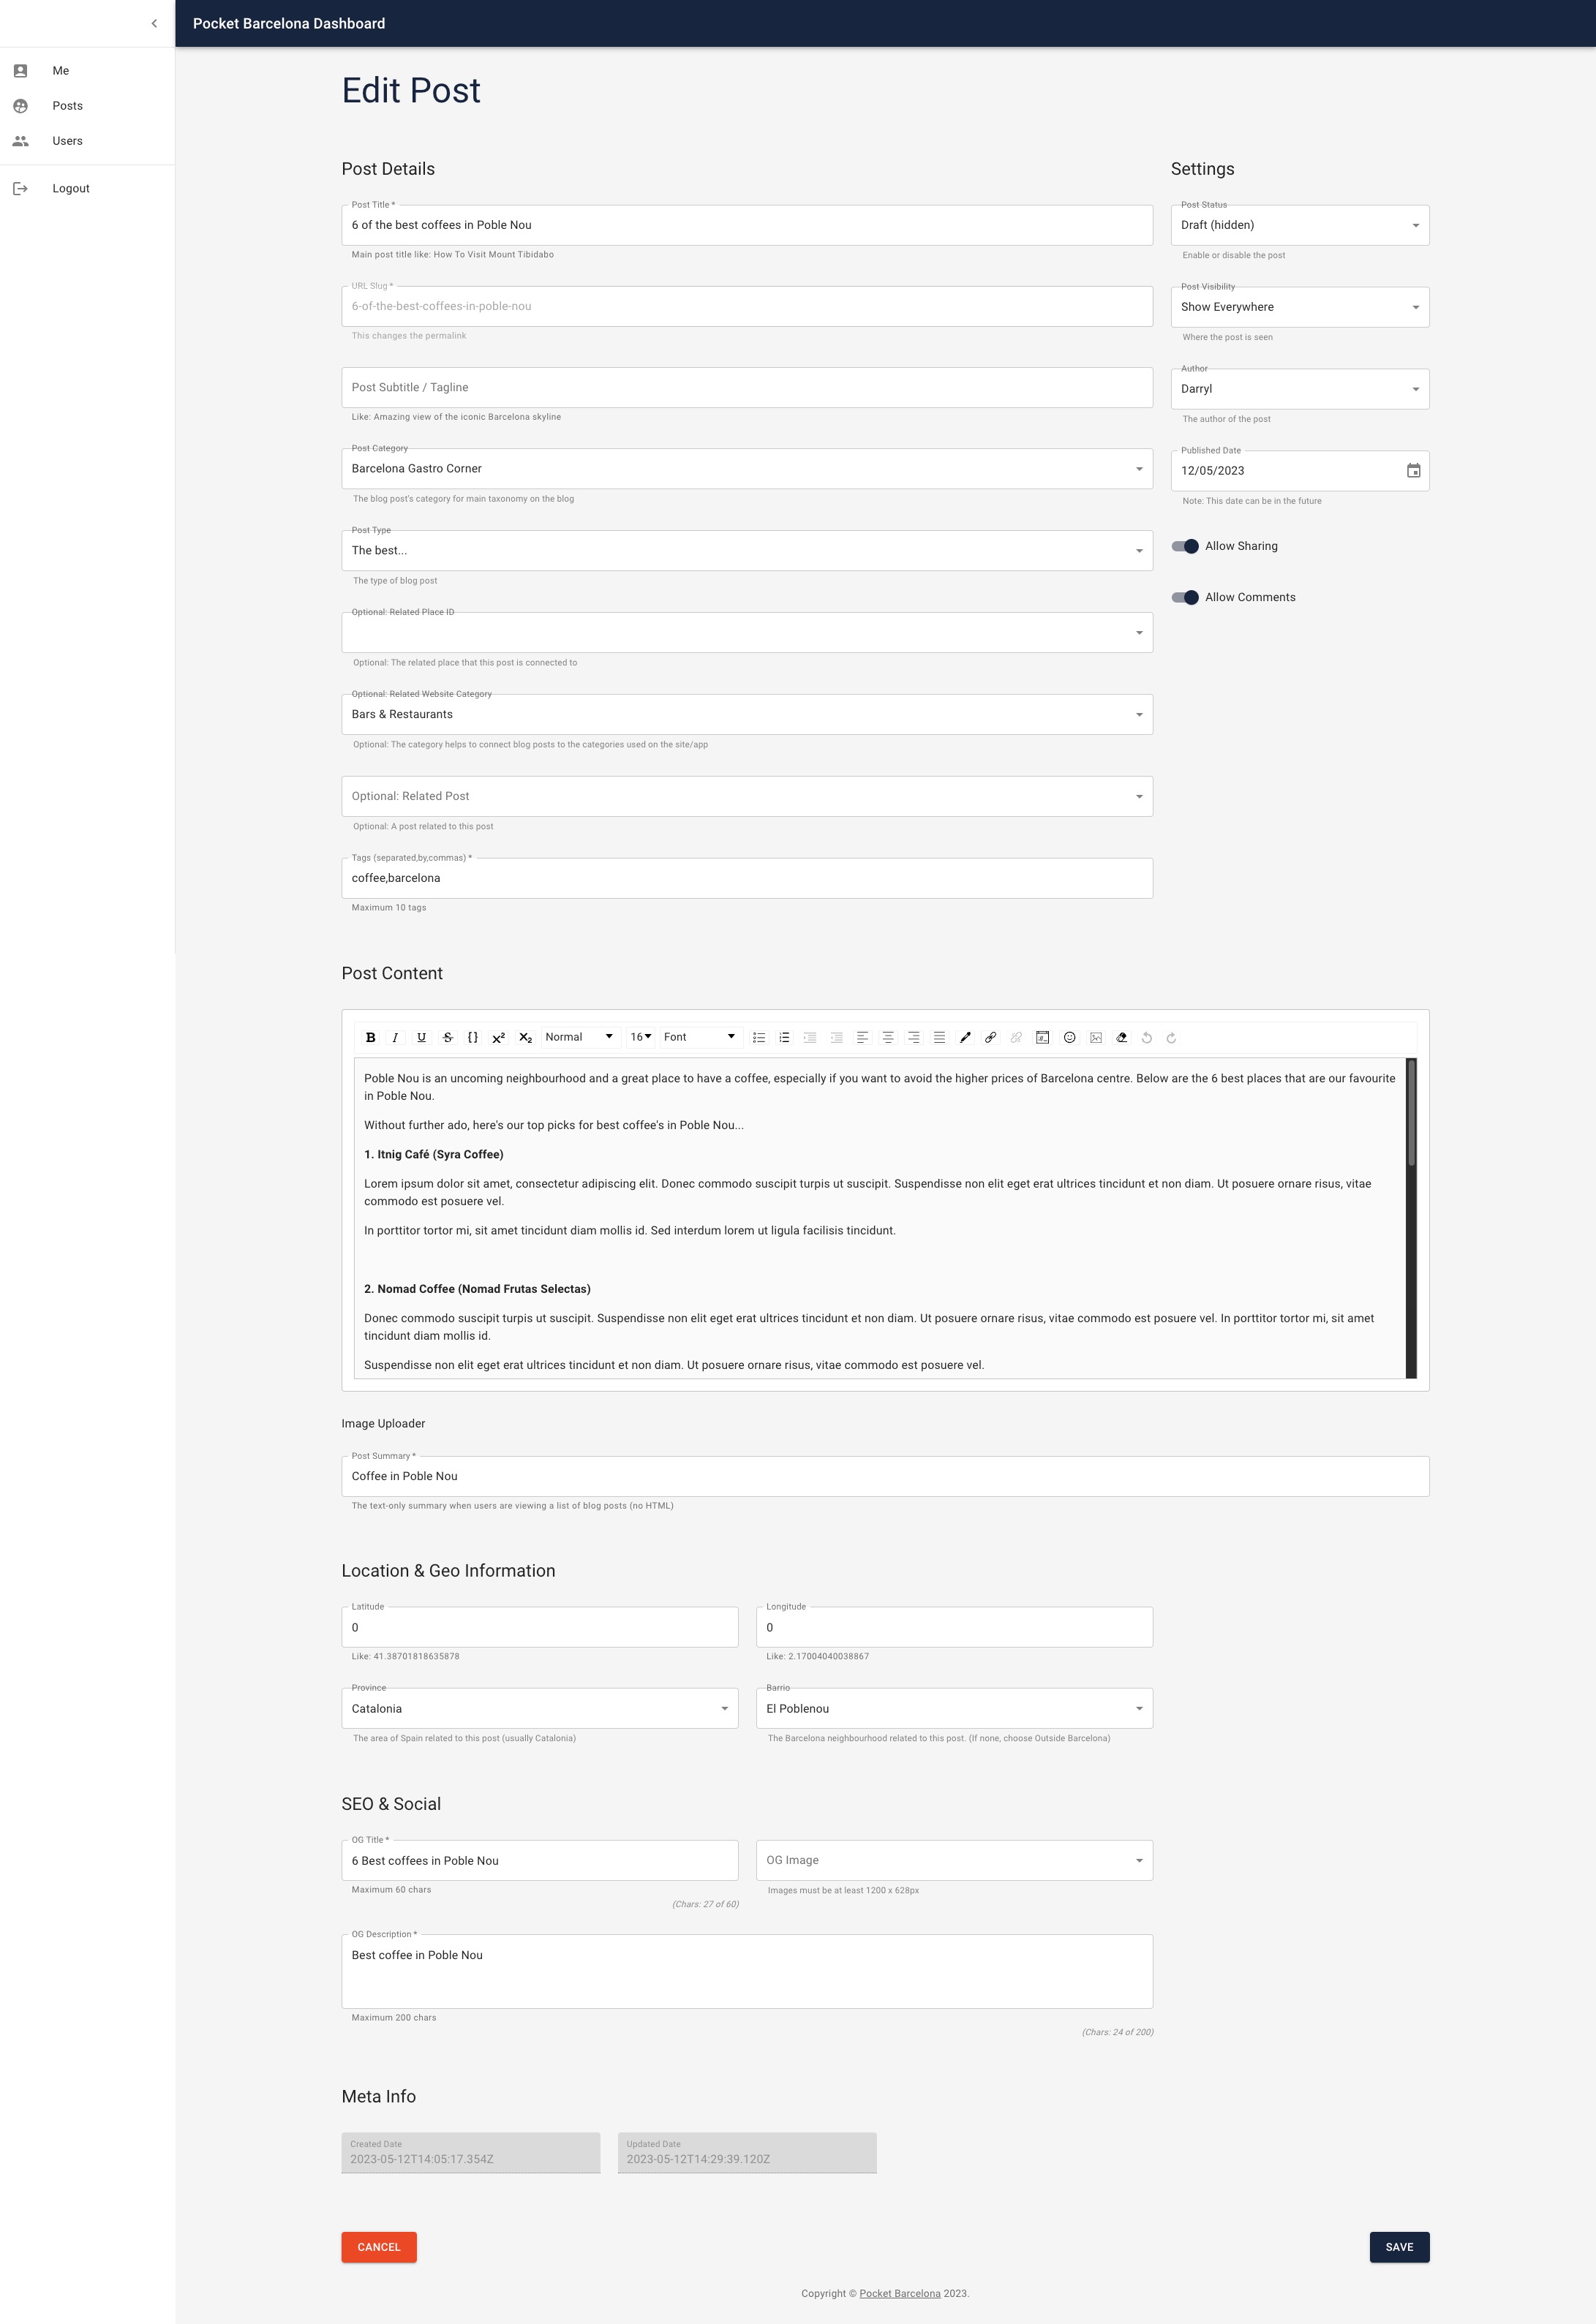 Pocket Barcelona Dashboard
Me
Posts
Users
Logout
Edit Post
Post Details
Post Title *
6 of the best coffees in Poble Nou
Main post title like: How To Visit Mount Tibidabo
URL Slug *
6-of-the-best-coffees-in-poble-nou
This changes the permalink
Post Subtitle / Tagline
Like: Amazing view of the iconic Barcelona skyline
Post Category
Barcelona Gastro Corner
The blog post's category for main taxonomy on the blog
Post Type
The best...
The type of blog post
Optional: Related Place ID
Optional: The related place that this post is connected to
Optional: Related Website Category
Bars & Restaurants
Optional: The category helps to connect blog posts to the categories used on the site/app
Optional: Related Post
Optional: A post related to this post
Tags (separated,by,commas) *
coffee,barcelona
Maximum 10 tags
Settings
Post Status
Draft (hidden)
Enable or disable the post
Post Visibility
Show Everywhere
Where the post is seen
Author
Darryl
The author of the post
Published Date
12/05/2023
Note: This date can be in the future
Allow Sharing
Allow Comments
Post Content
B I U S {} x² X₂ Normal 16 Font
Poble Nou is an uncoming neighbourhood and a great place to have a coffee, especially if you want to avoid the higher prices of Barcelona centre. Below are the 6 best places that are our favourite
in Poble Nou.
Without further ado, here's our top picks for best coffee's in Poble Nou...
1. Itnig Café (Syra Coffee)
Lorem ipsum dolor sit amet, consectetur adipiscing elit. Donec commodo suscipit turpis ut suscipit. Suspendisse non elit eget erat ultrices tincidunt et non diam. Ut posuere ornare risus, vitae
commodo est posuere vel.
In porttitor tortor mi, sit amet tincidunt diam mollis id. Sed interdum lorem ut ligula facilisis tincidunt.
2. Nomad Coffee (Nomad Frutas Selectas)
Donec commodo suscipit turpis ut suscipit. Suspendisse non elit eget erat ultrices tincidunt et non diam. Ut posuere ornare risus, vitae commodo est posuere vel. In porttitor tortor mi, sit amet
tincidunt diam mollis id.
Suspendisse non elit eget erat ultrices tincidunt et non diam. Ut posuere ornare risus, vitae commodo est posuere vel.
Image Uploader
Post Summary *
Coffee in Poble Nou
The text-only summary when users are viewing a list of blog posts (no HTML)
Location & Geo Information
Latitude
0
Like: 41.38701818635878
Longitude
0
Like: 2.17004040038867
Province
Catalonia
The area of Spain related to this post (usually Catalonia)
Barrio
El Poblenou
The Barcelona neighbourhood related to this post. (If none, choose Outside Barcelona)
SEO & Social
OG Title *
6 Best coffees in Poble Nou
Maximum 60 chars
(Chars: 27 of 60)
OG Image
Images must be at least 1200 x 628px
OG Description *
Best coffee in Poble Nou
Maximum 200 chars
(Chars: 24 of 200)
Meta Info
Created Date
2023-05-12T14:05:17.354Z
Updated Date
2023-05-12T14:29:39.120Z
CANCEL
SAVE
Copyright © Pocket Barcelona 2023.